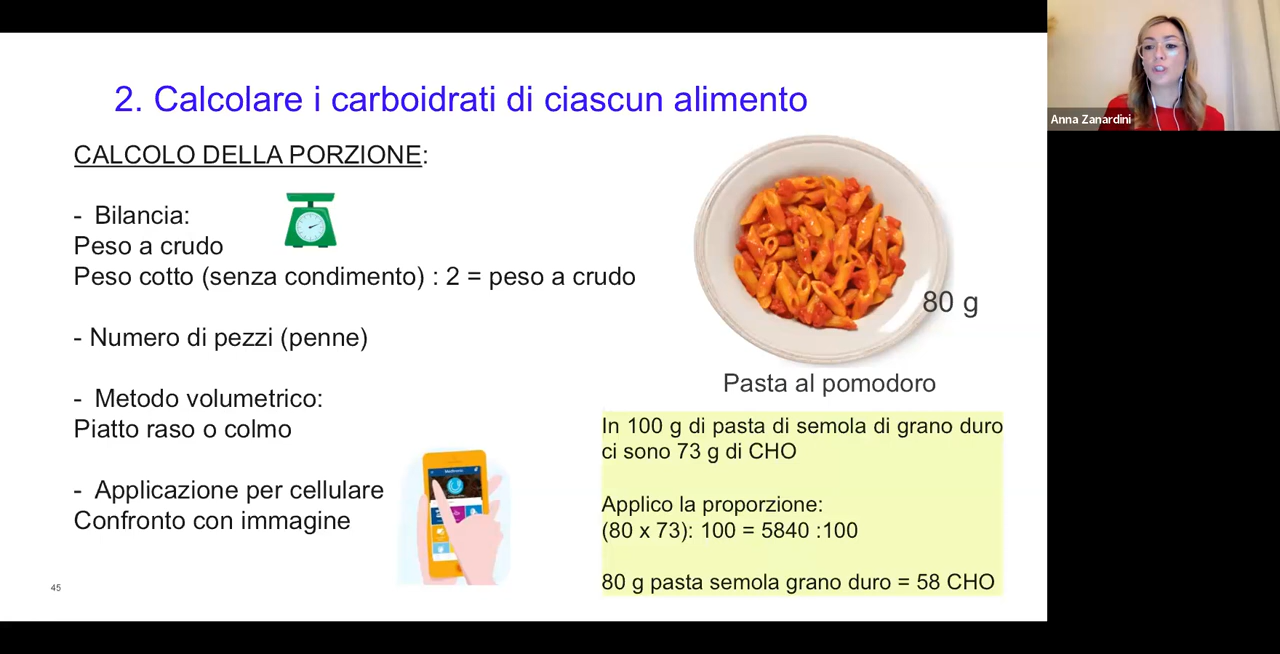 2. Calcolare i carboidrati di ciascun alimento
CALCOLO DELLA PORZIONE:
- Bilancia:
Peso a crudo
Peso cotto (senza condimento) : 2 = peso a crudo
- Numero di pezzi (penne)
- Metodo volumetrico:
Piatto raso o colmo
- Applicazione per cellulare
Confronto con immagine
45
80 g
Pasta al pomodoro
In 100 g di pasta di semola di grano duro
ci sono 73 g di CHO
Applico la proporzione:
(80 x 73): 100 = 5840 :100
80 g pasta semola grano duro = 58 CHO
Anna Zanardini